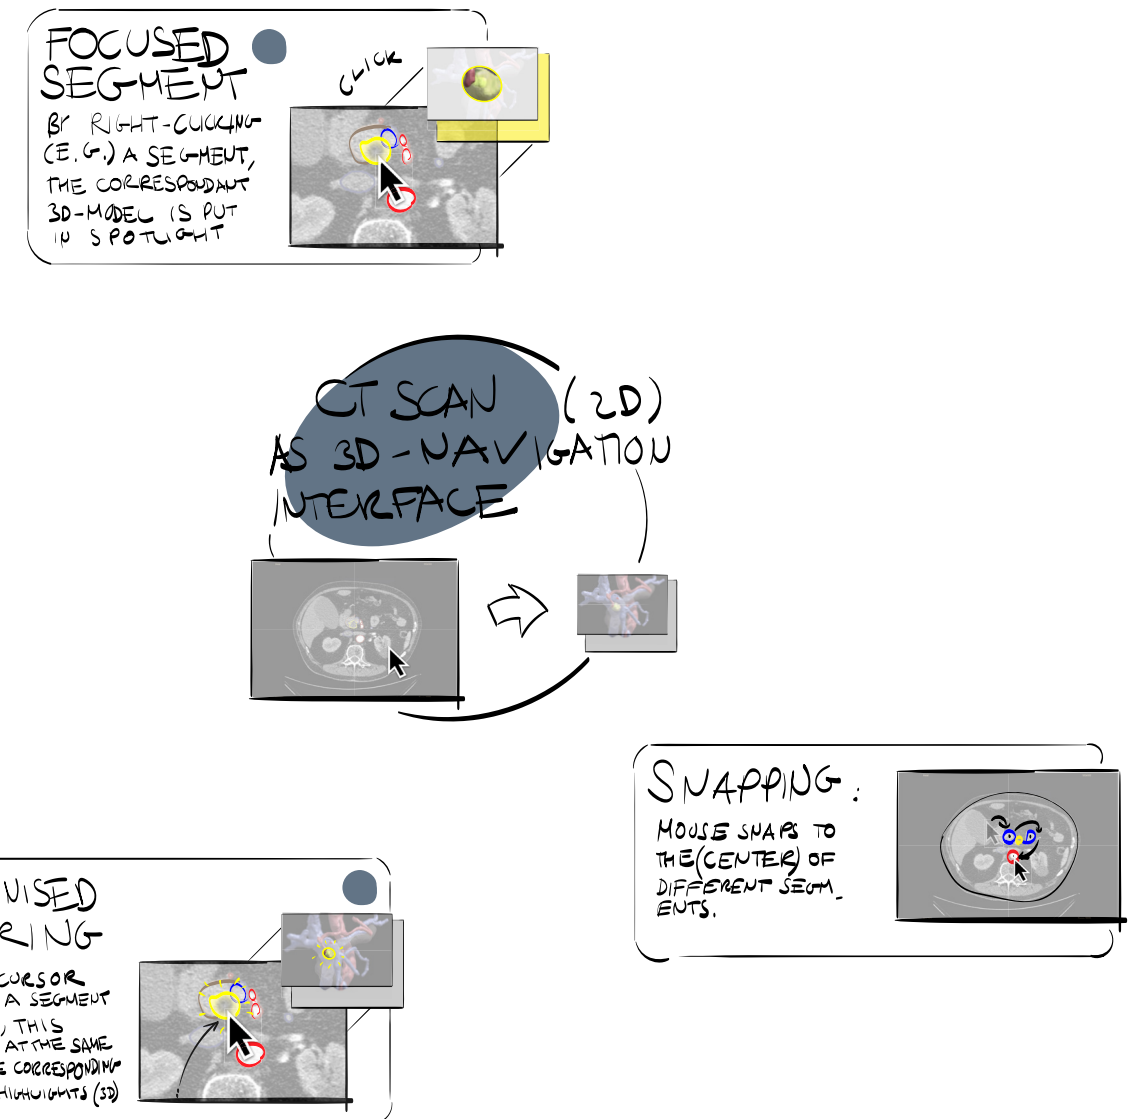 FOCUSED
SEGMENT
BY RIGHT-CLICKING
(E.G.) A SEGMENT,
THE CORRESPONDANT
3D-MODEL IS PUT
IN SPOTLIGHT
CLICK
CT SCAN (2D)
AS 3D-NAVIGATION
INTERFACE
SNAPPING:
MOUSE SNAPS TO
THE (CENTER) OF
DIFFERENT SEGM_
ENTS.
NISED
RING
CURSOR
A SEGMENT
, THIS
AT THE SAME
E CORRESPONDING
HIGHLIGHTS (3D)